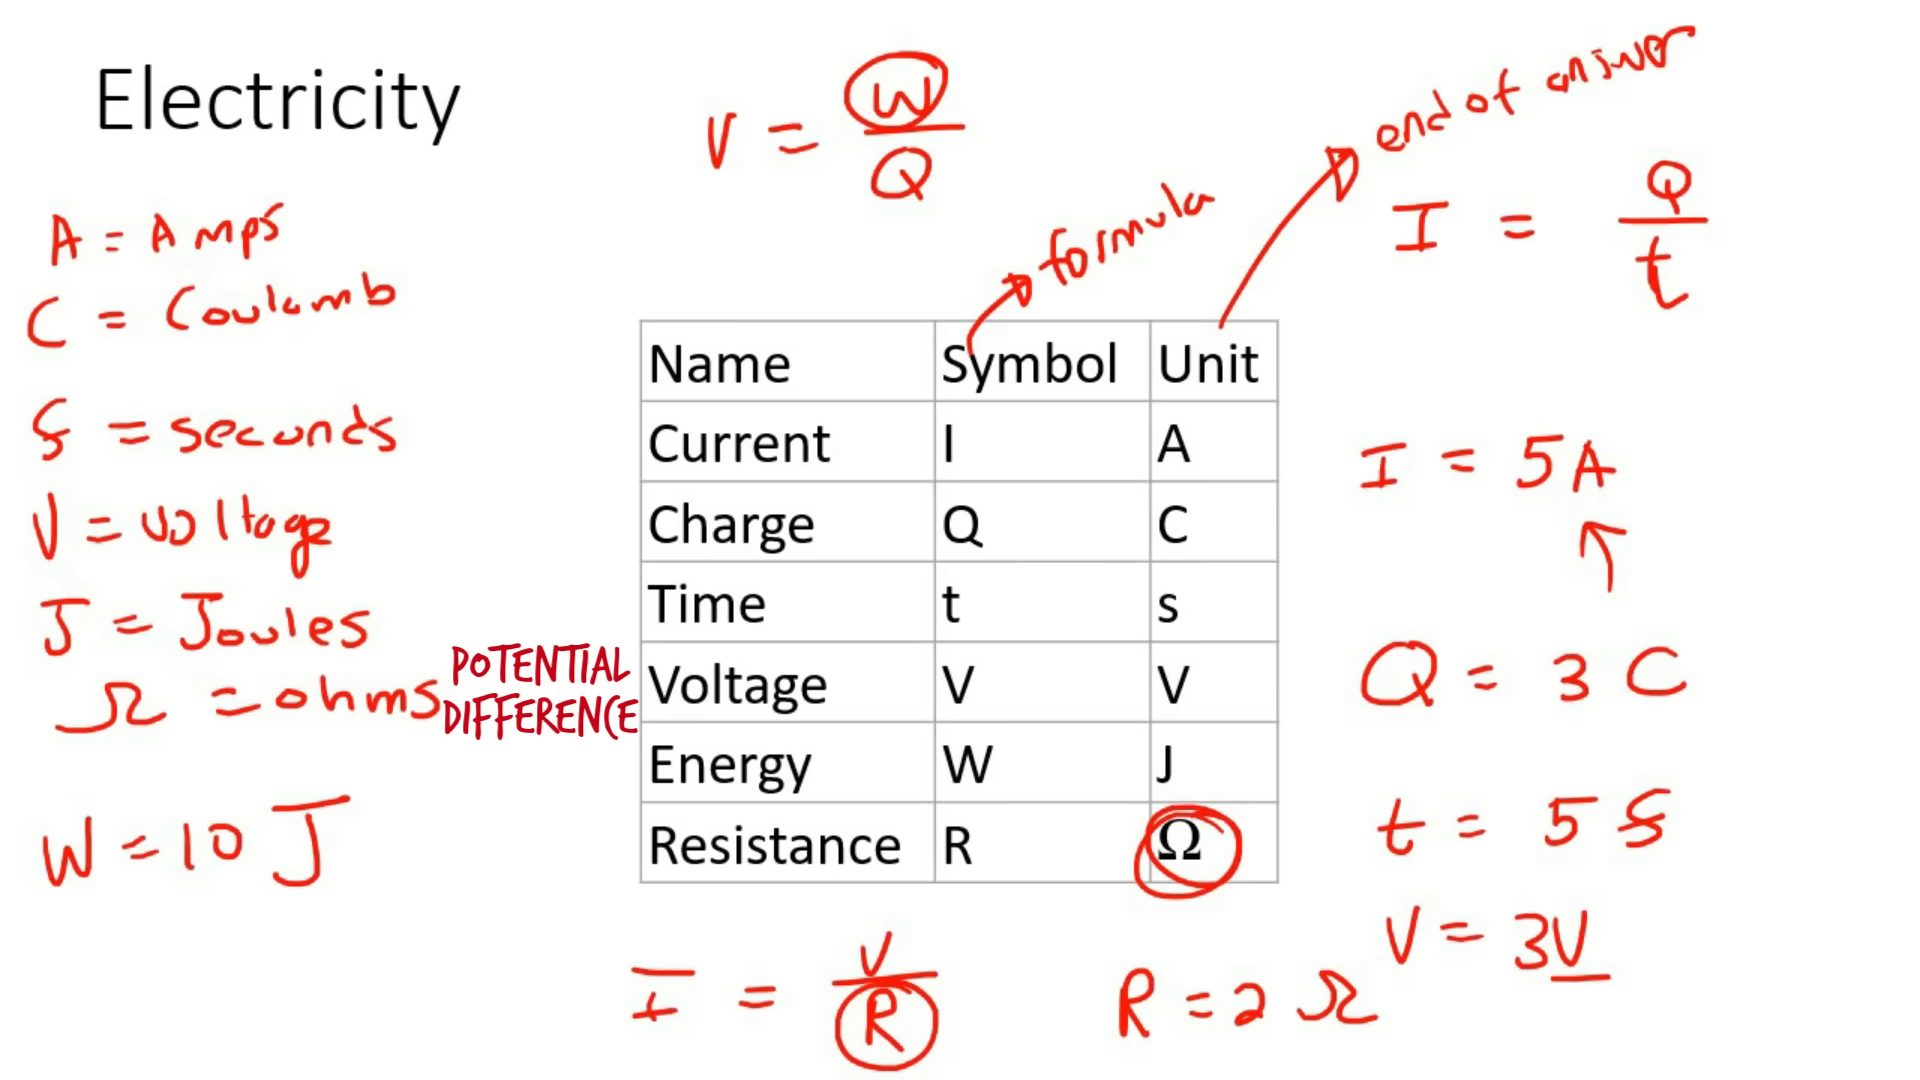 Electricity
V = W/Q
end of answer
formula
I = Q/t
A = Amps
C = Coulomb
s = seconds
V = voltage
J = Joules
Ω = ohms
POTENTIAL
DIFFERENCE
W = 10 J
Name Symbol Unit
Current I A
Charge Q C
Time t s
Voltage V V
Energy W J
Resistance R Ω
I = 5A
Q = 3 C
t = 5 s
V = 3V
I = V/R
R = 2 Ω